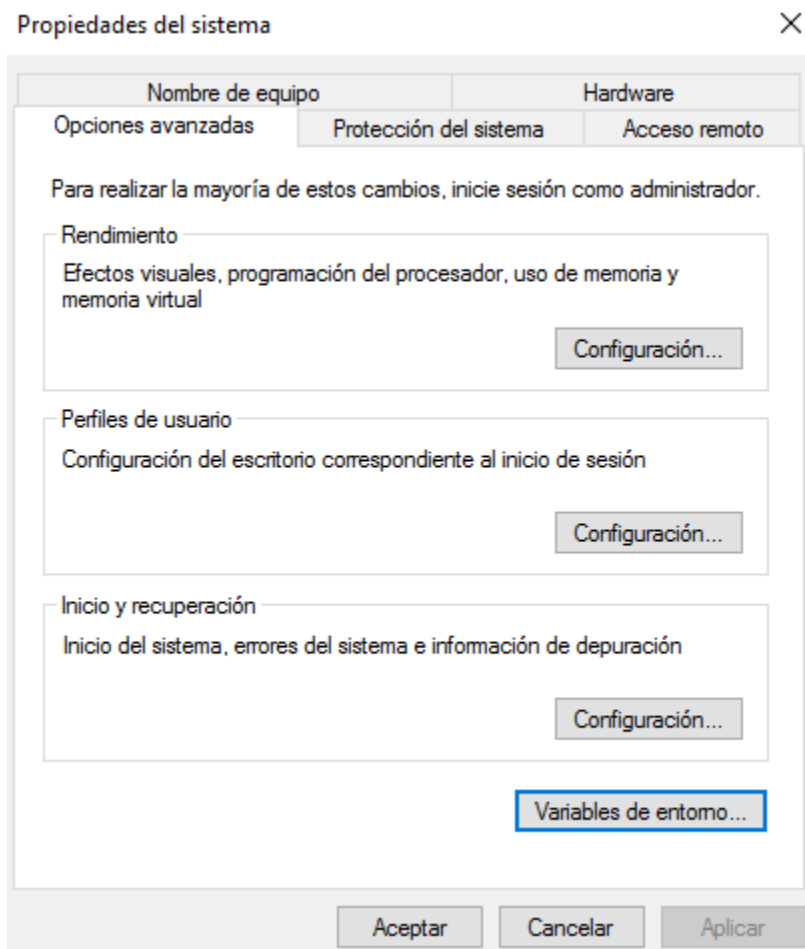 Propiedades del sistema
Nombre de equipo
Hardware
Opciones avanzadas
Protección del sistema
Acceso remoto
Para realizar la mayoría de estos cambios, inicie sesión como administrador.
Rendimiento
Efectos visuales, programación del procesador, uso de memoria y
memoria virtual
Configuración...
Perfiles de usuario
Configuración del escritorio correspondiente al inicio de sesión
Configuración...
Inicio y recuperación
Inicio del sistema, errores del sistema e información de depuración
Configuración...
Variables de entorno...
Aceptar
Cancelar
Aplicar